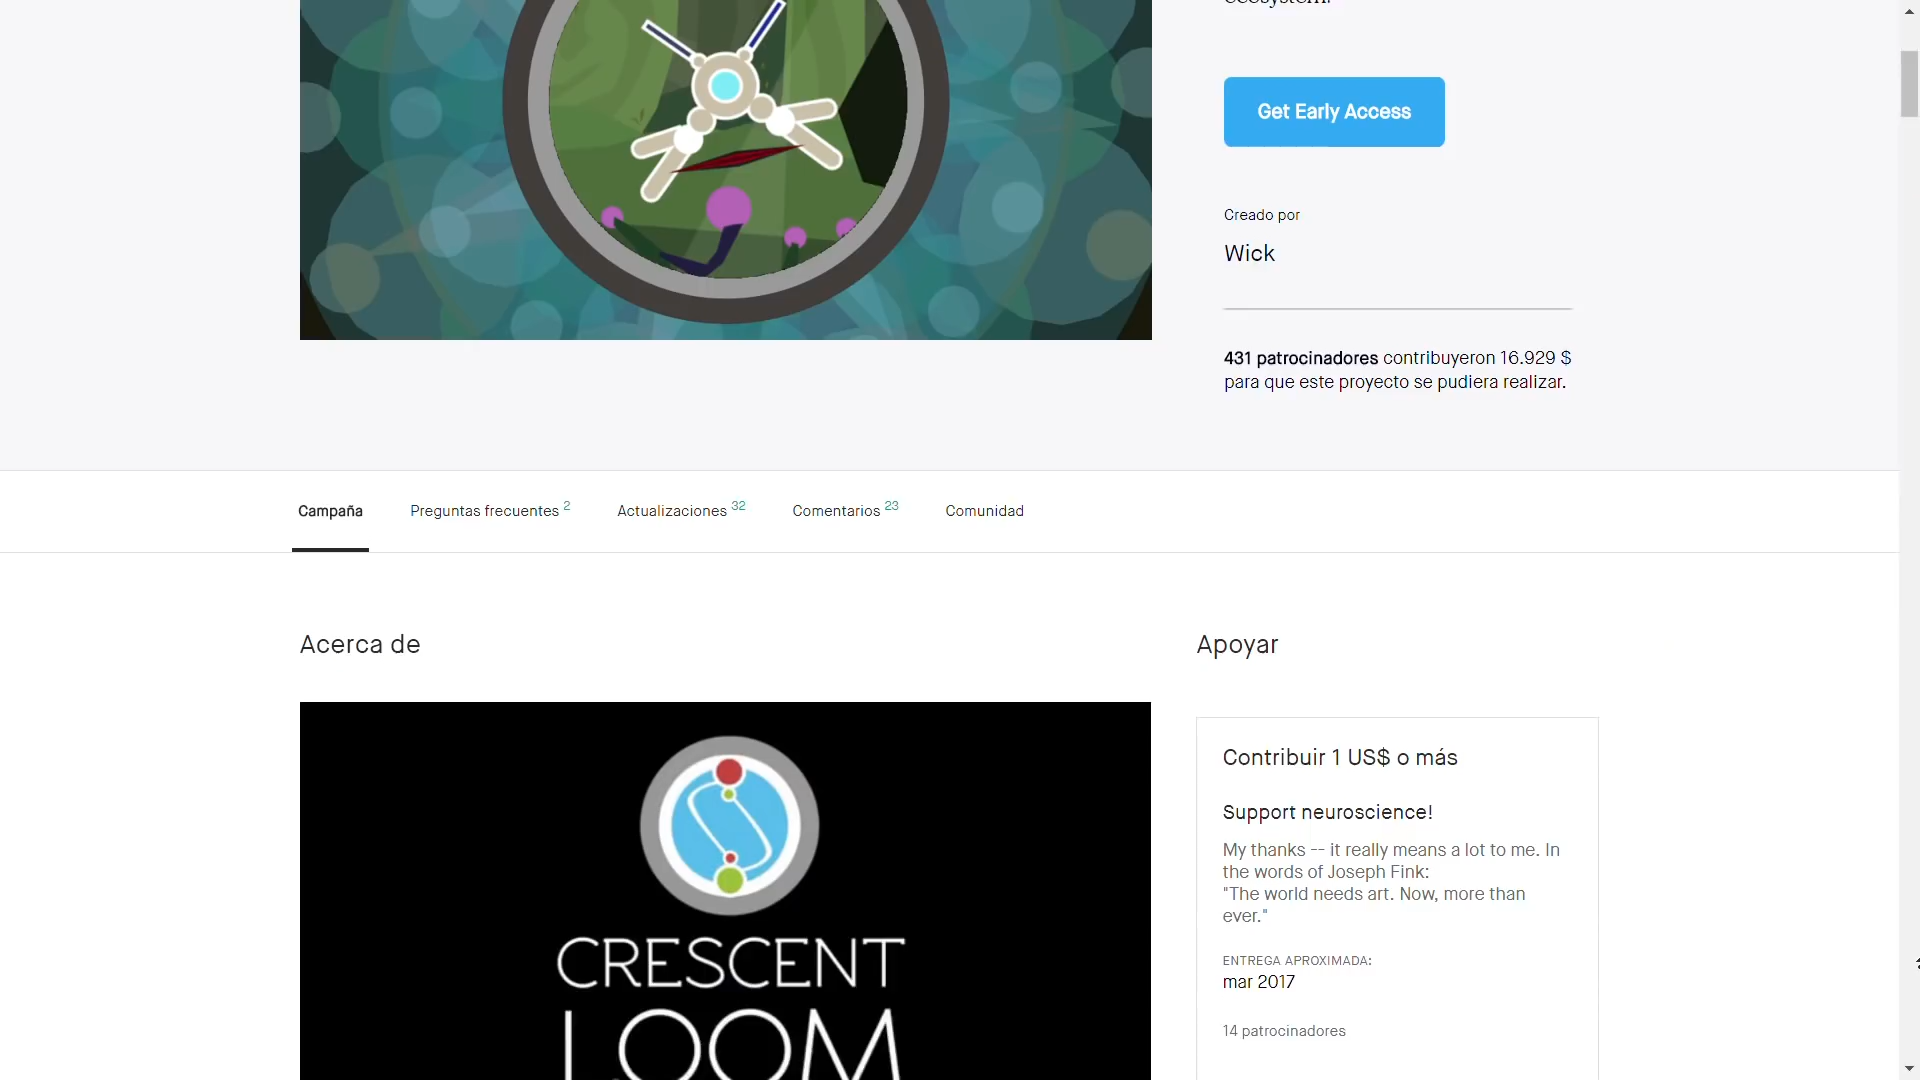 ecosystem.
Get Early Access
Creado por
Wick
431 patrocinadores contribuyeron 16.929 $
para que este proyecto se pudiera realizar.
Campaña
Preguntas frecuentes 2
Actualizaciones 32
Comentarios 23
Comunidad
Acerca de
Apoyar
CRESCENT
LOOM
Contribuir 1 US$ o más
Support neuroscience!
My thanks -- it really means a lot to me. In
the words of Joseph Fink:
"The world needs art. Now, more than
ever."
ENTREGA APROXIMADA:
mar 2017
14 patrocinadores